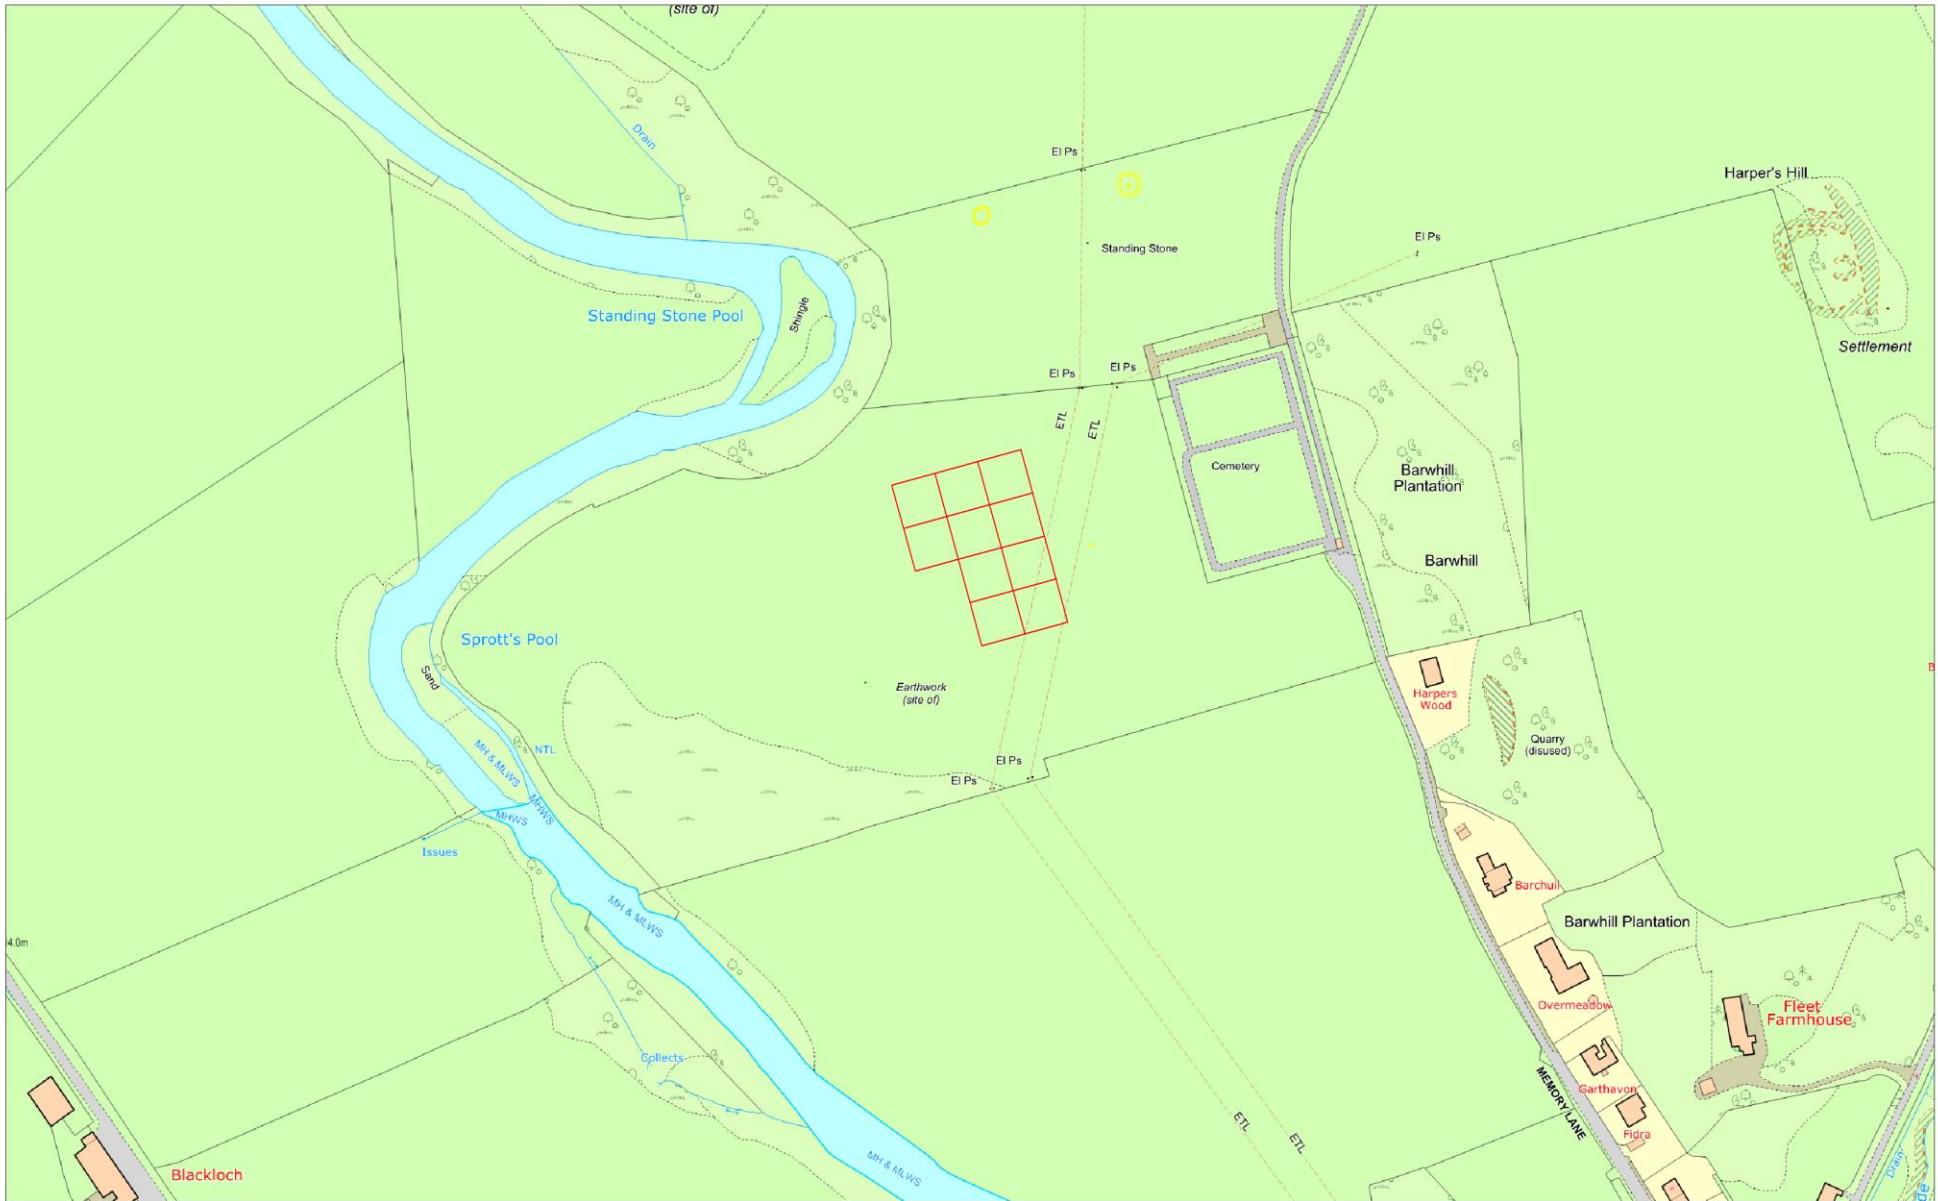 (site of)
Drain
El Ps
Harper's Hill
Standing Stone
El Ps
Shingle
Standing Stone Pool
Settlement
El Ps
El Ps
ETL
ETL
Cemetery
Barwhill
Plantation
Barwhill
Sprott's Pool
Sand
Earthwork
(site of)
Harpers
Wood
Quarry
(disused)
NTL
MH & MLWS
El Ps
El Ps
MHWS
MHWS
Issues
Barchuil
MH & MLWS
Barwhill Plantation
4.0m
Overmeadow
Fleet
Farmhouse
Collects
Garthavon
MEMORY LANE
ETL
ETL
Fidra
MH & MLWS
Blackloch
Drain